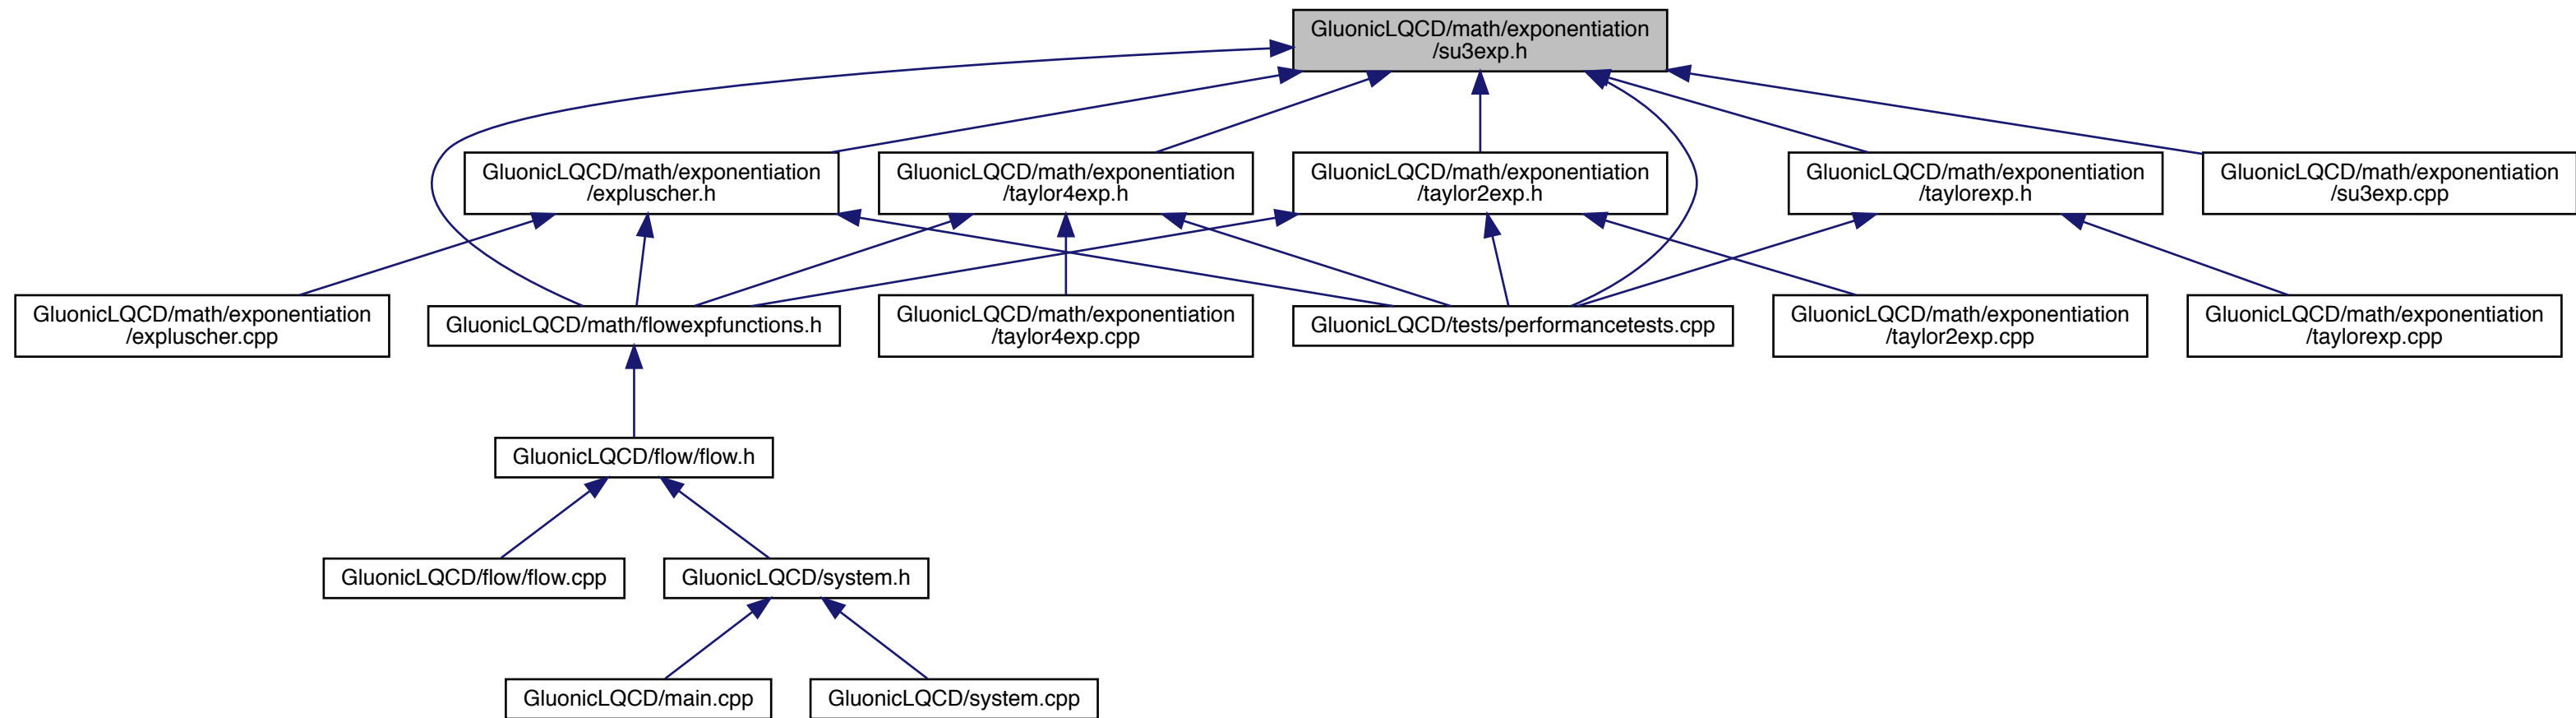 GluonicLQCD/math/exponentiation
/su3exp.h
GluonicLQCD/math/exponentiation
/expluscher.h
GluonicLQCD/math/exponentiation
/taylor4exp.h
GluonicLQCD/math/exponentiation
/taylor2exp.h
GluonicLQCD/math/exponentiation
/taylorexp.h
GluonicLQCD/math/exponentiation
/su3exp.cpp
GluonicLQCD/math/exponentiation
/expluscher.cpp
GluonicLQCD/math/flowexpfunctions.h
GluonicLQCD/math/exponentiation
/taylor4exp.cpp
GluonicLQCD/tests/performancetests.cpp
GluonicLQCD/math/exponentiation
/taylor2exp.cpp
GluonicLQCD/math/exponentiation
/taylorexp.cpp
GluonicLQCD/flow/flow.h
GluonicLQCD/flow/flow.cpp
GluonicLQCD/system.h
GluonicLQCD/main.cpp
GluonicLQCD/system.cpp